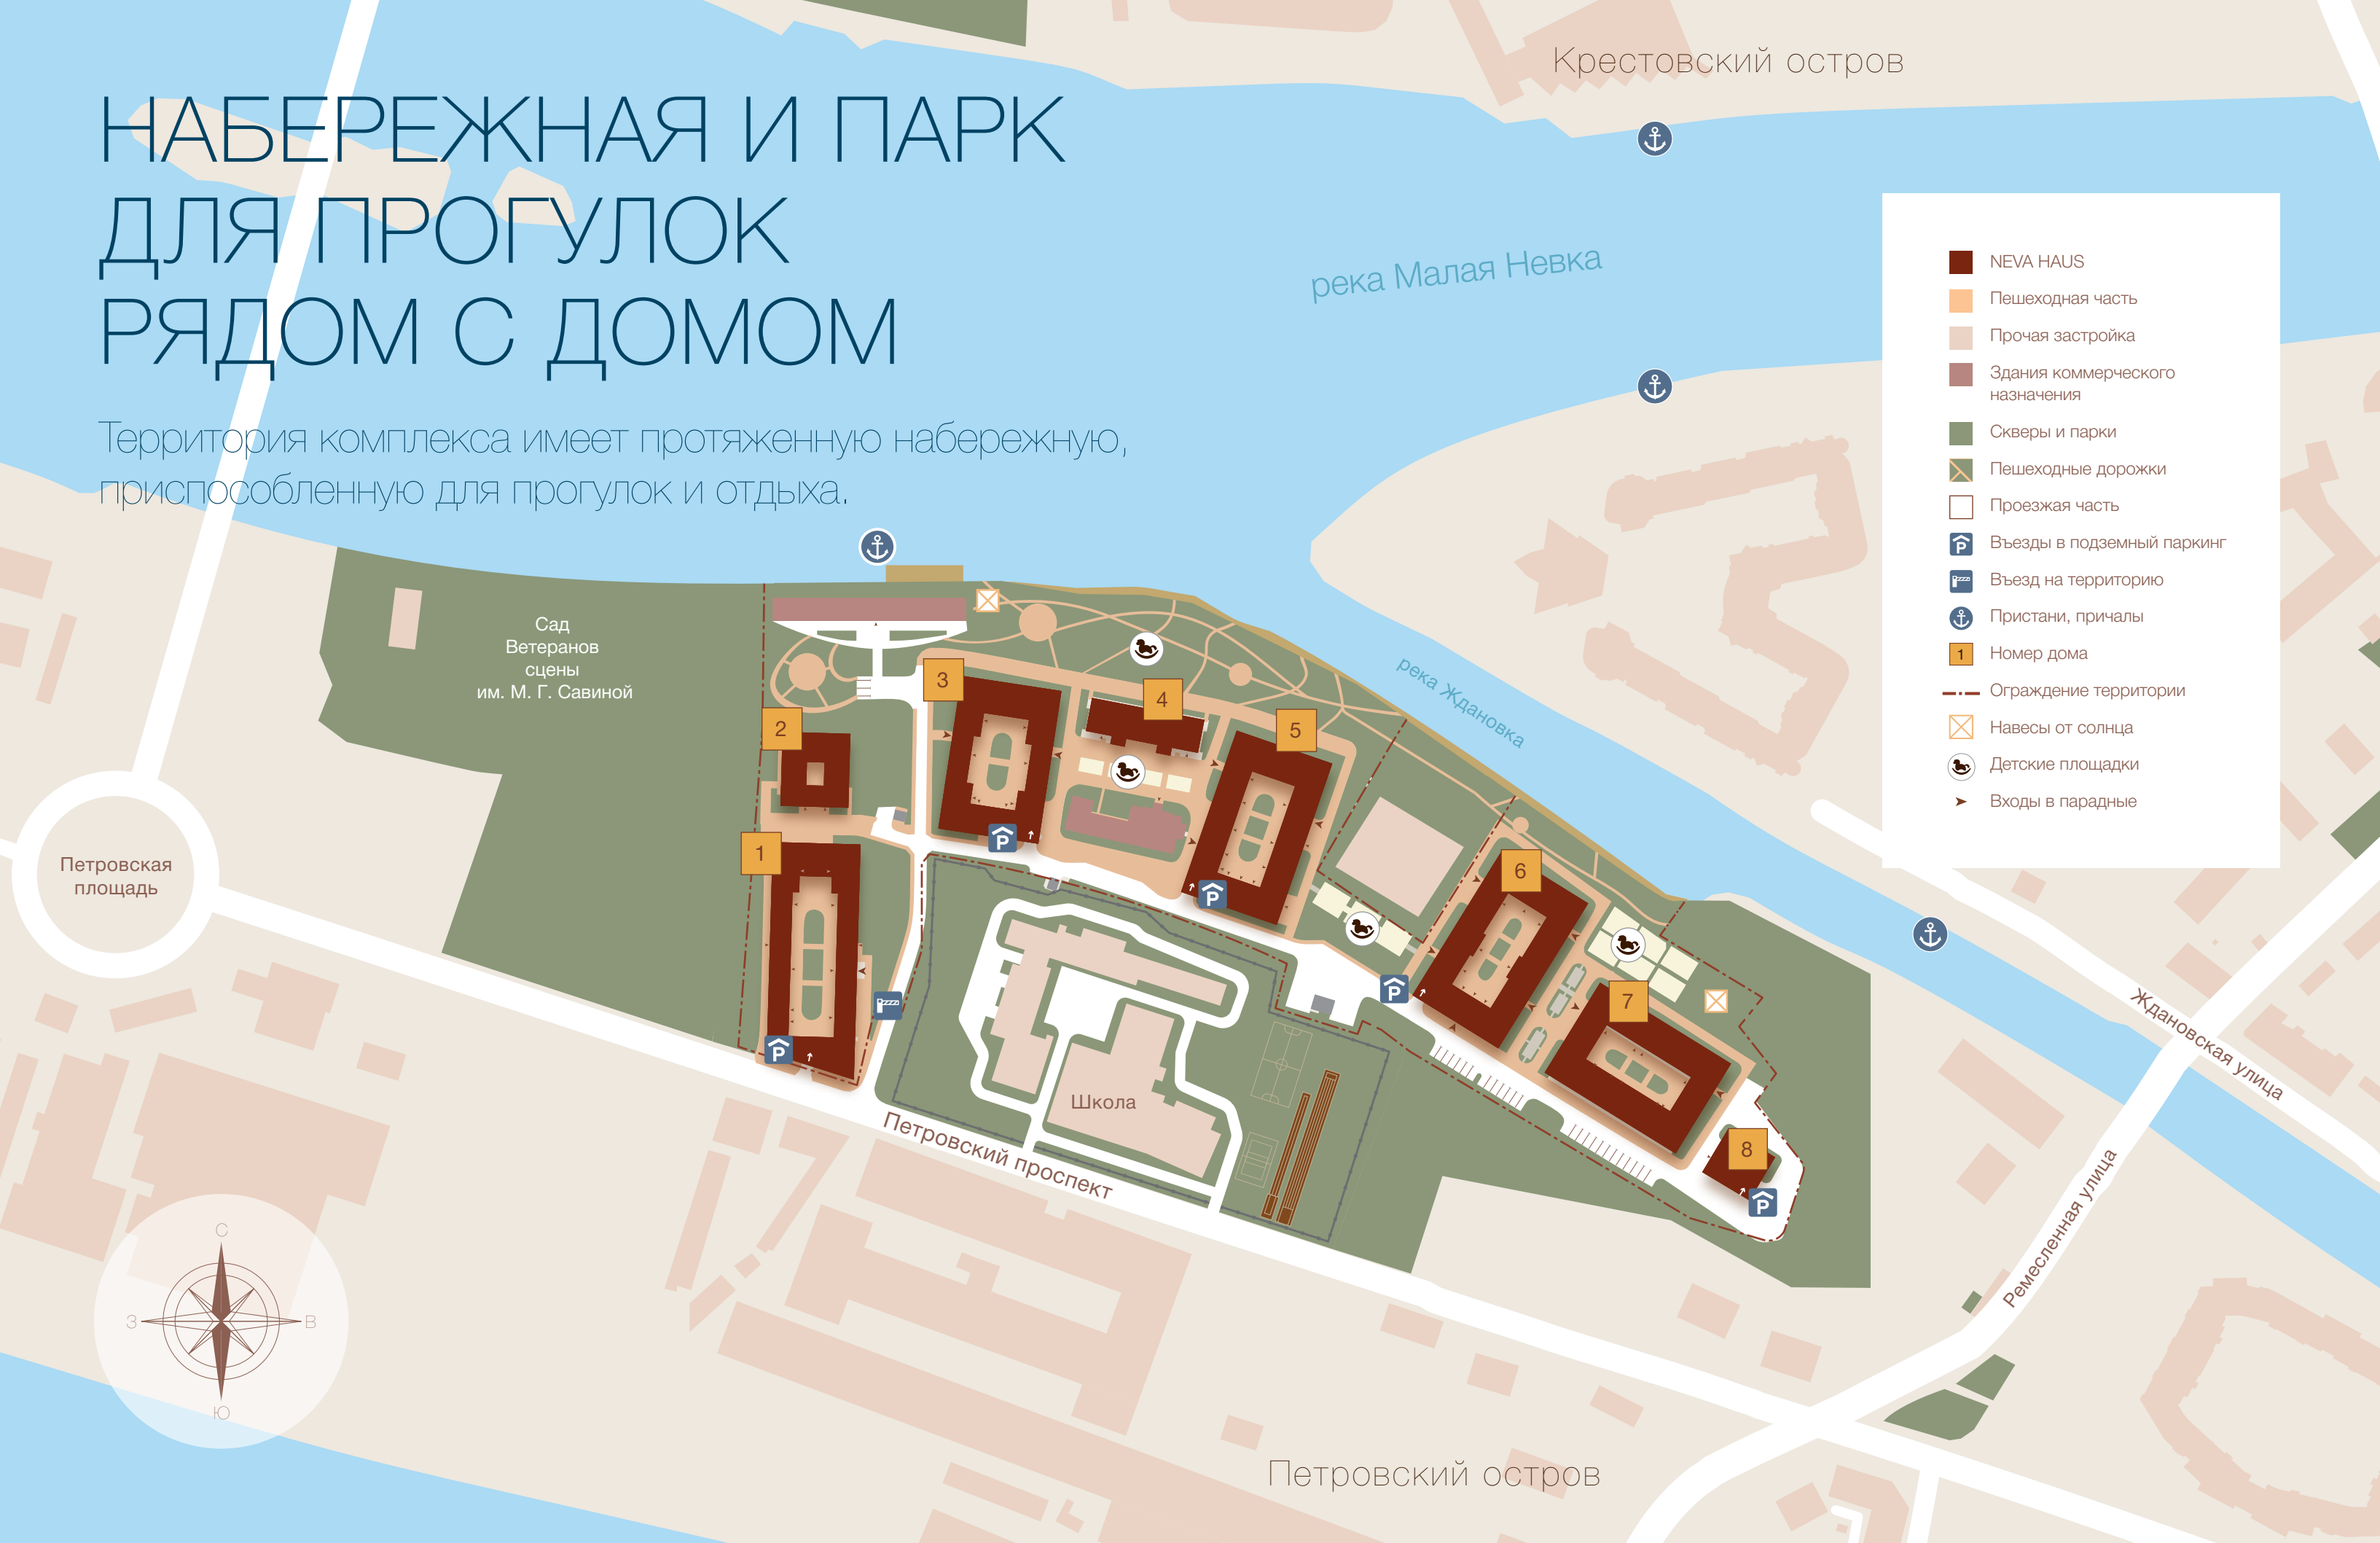 НАБЕРЕЖНАЯ И ПАРК
ДЛЯ ПРОГУЛОК
РЯДОМ С ДОМОМ
Территория комплекса имеет протяженную набережную,
приспособленную для прогулок и отдыха.
Крестовский остров
река Малая Невка
река Ждановка
NEVA HAUS
Пешеходная часть
Прочая застройка
Здания коммерческого
назначения
Скверы и парки
Пешеходные дорожки
Проезжая часть
P Въезды в подземный паркинг
Въезд на территорию
Пристани, причалы
1 Номер дома
Ограждение территории
Навесы от солнца
Детские площадки
Входы в парадные
Сад
Ветеранов
сцены
им. М. Г. Савиной
3
4
5
2
1
6
7
8
P
P
P
P
P
Петровская
площадь
Школа
Петровский проспект
Ждановская улица
Ремесленная улица
Петровский остров
С
З
В
Ю